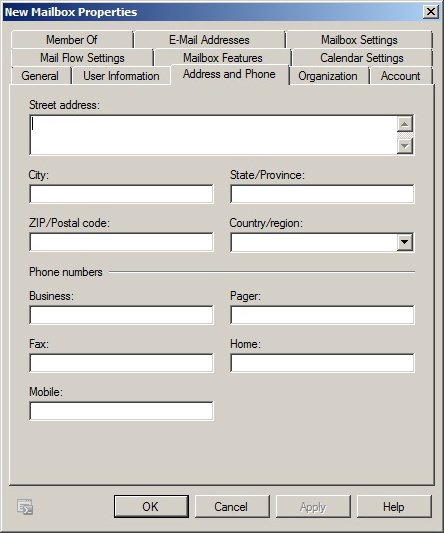 New Mailbox Properties
Member Of E-Mail Addresses Mailbox Settings
Mail Flow Settings Mailbox Features Calendar Settings
General User Information Address and Phone Organization Account
Street address:
City: State/Province:
ZIP/Postal code: Country/region:
Phone numbers
Business: Pager:
Fax: Home:
Mobile:
OK Cancel Apply Help